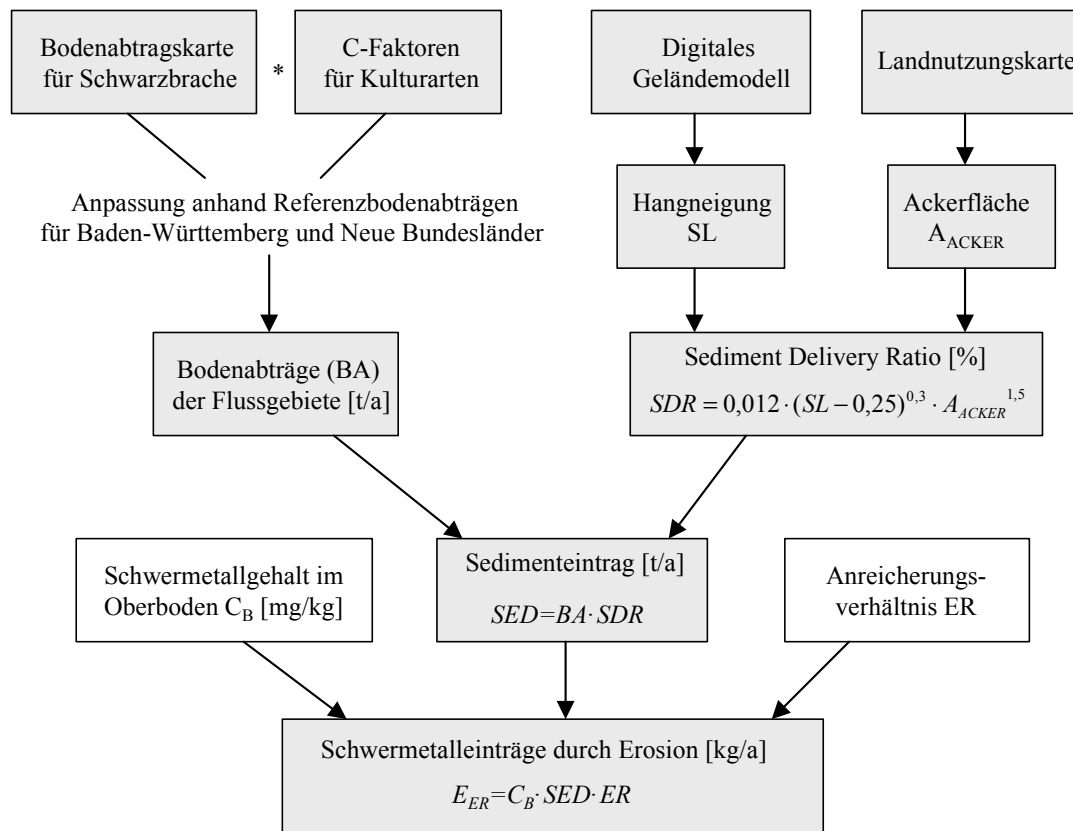 Bodenabtragskarte
für Schwarzbrache
*
C-Faktoren
für Kulturarten
Digitales
Geländemodell
Landnutzungskarte
Anpassung anhand Referenzbodenabträgen
für Baden-Württemberg und Neue Bundesländer
Hangneigung
SL
Ackerfläche
A_ACKER
Bodenabträge (BA)
der Flussgebiete [t/a]
Sediment Delivery Ratio [%]
SDR = 0,012 · (SL − 0,25)^0,3 · A_ACKER^1,5
Schwermetallgehalt im
Oberboden C_B [mg/kg]
Sedimenteintrag [t/a]
SED=BA· SDR
Anreicherungs-
verhältnis ER
Schwermetalleinträge durch Erosion [kg/a]
E_ER=C_B· SED· ER